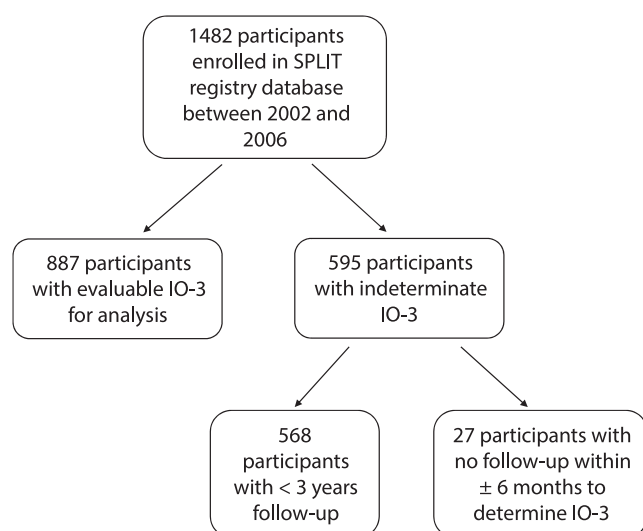 1482 participants
enrolled in SPLIT
registry database
between 2002 and
2006
887 participants
with evaluable IO-3
for analysis
595 participants
with indeterminate
IO-3
568
participants
with < 3 years
follow-up
27 participants with
no follow-up within
± 6 months to
determine IO-3